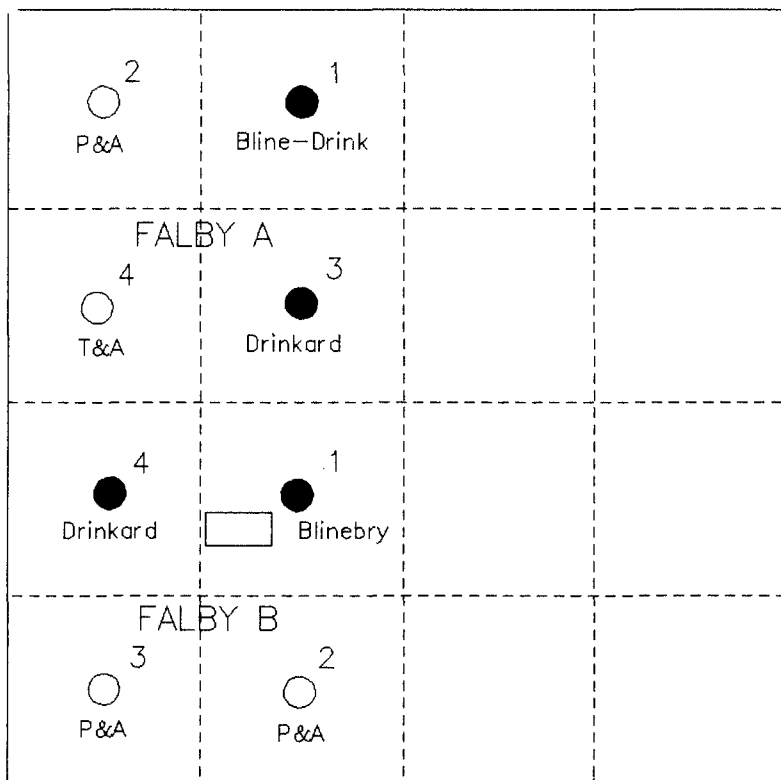 2 1
P&A Bline-Drink
FALBY A
4 3
T&A Drinkard
4 1
Drinkard Blinebry
FALBY B
3 2
P&A P&A